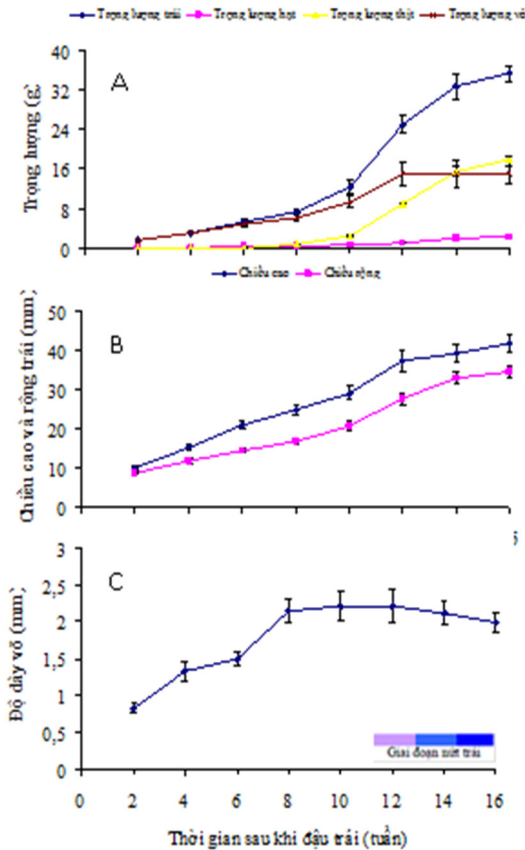 Trọng lượng trái Trọng lượng hạt Trọng lượng thịt Trọng lượng vỏ
Trọng lượng (g)
A
40
32
24
16
8
0
Chiều cao Chiều rộng
Chiều cao và rộng trái (mm)
B
50
40
30
20
10
0
Độ dày vỏ (mm)
C
3
2,5
2
1,5
1
0,5
0
Giai đoạn nứt trái
2 4 6 8 10 12 14 16
Thời gian sau khi đậu trái (tuần)